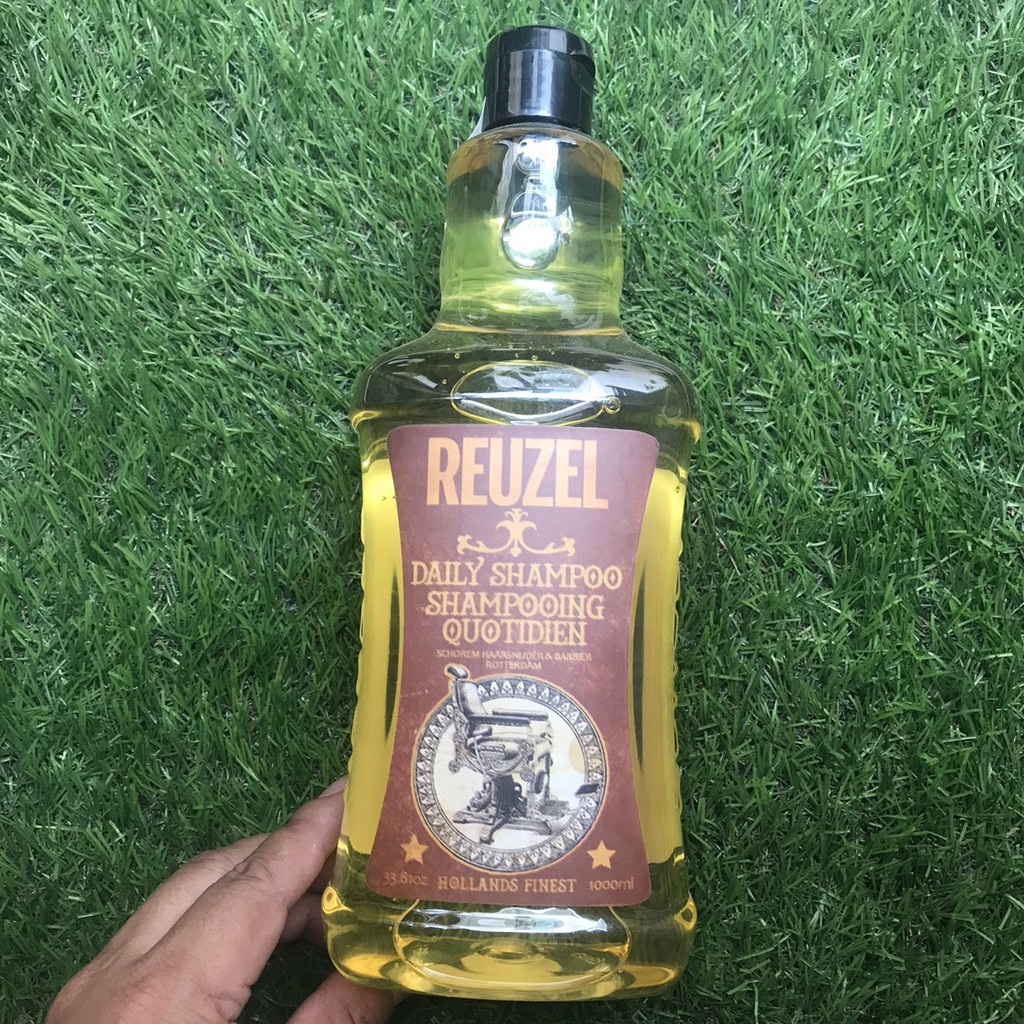 REUZEL
DAILY SHAMPOO
SHAMPOOING
QUOTIDIEN
SCHOREM HAARSNIJDER & BARBIER
ROTTERDAM
33.81oz HOLLANDS FINEST 1000ml